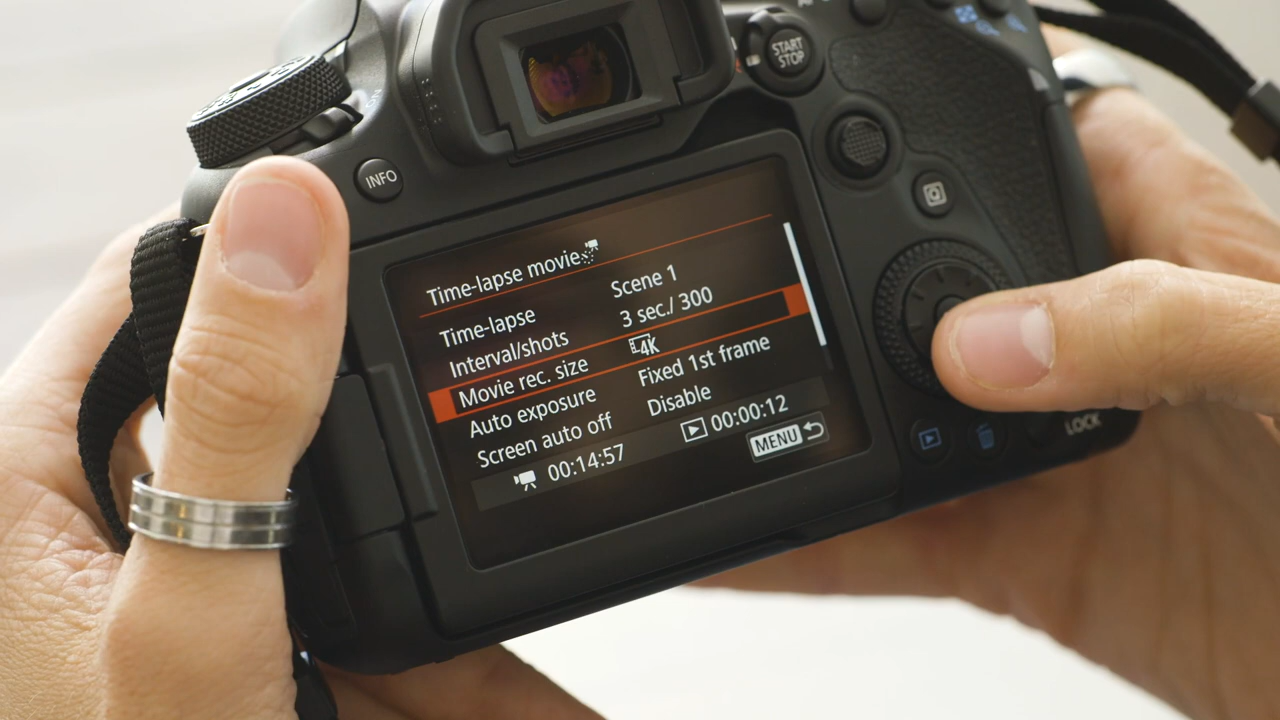 START
STOP
INFO
Time-lapse movie
Time-lapse Scene 1
Interval/shots 3 sec./ 300
Movie rec. size 4K
Auto exposure Fixed 1st frame
Screen auto off Disable
00:14:57 00:00:12
MENU
LOCK